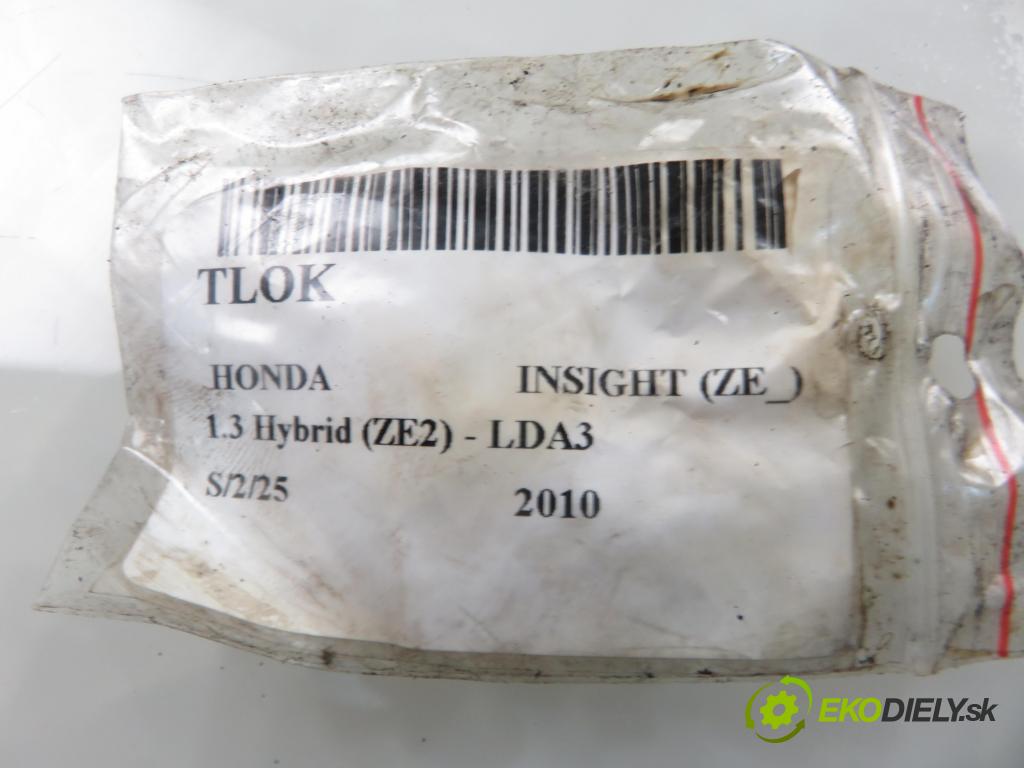 TLOK
HONDA INSIGHT (ZE_)
1.3 Hybrid (ZE2) - LDA3
S/2/25 2010
EKODIELY.sk